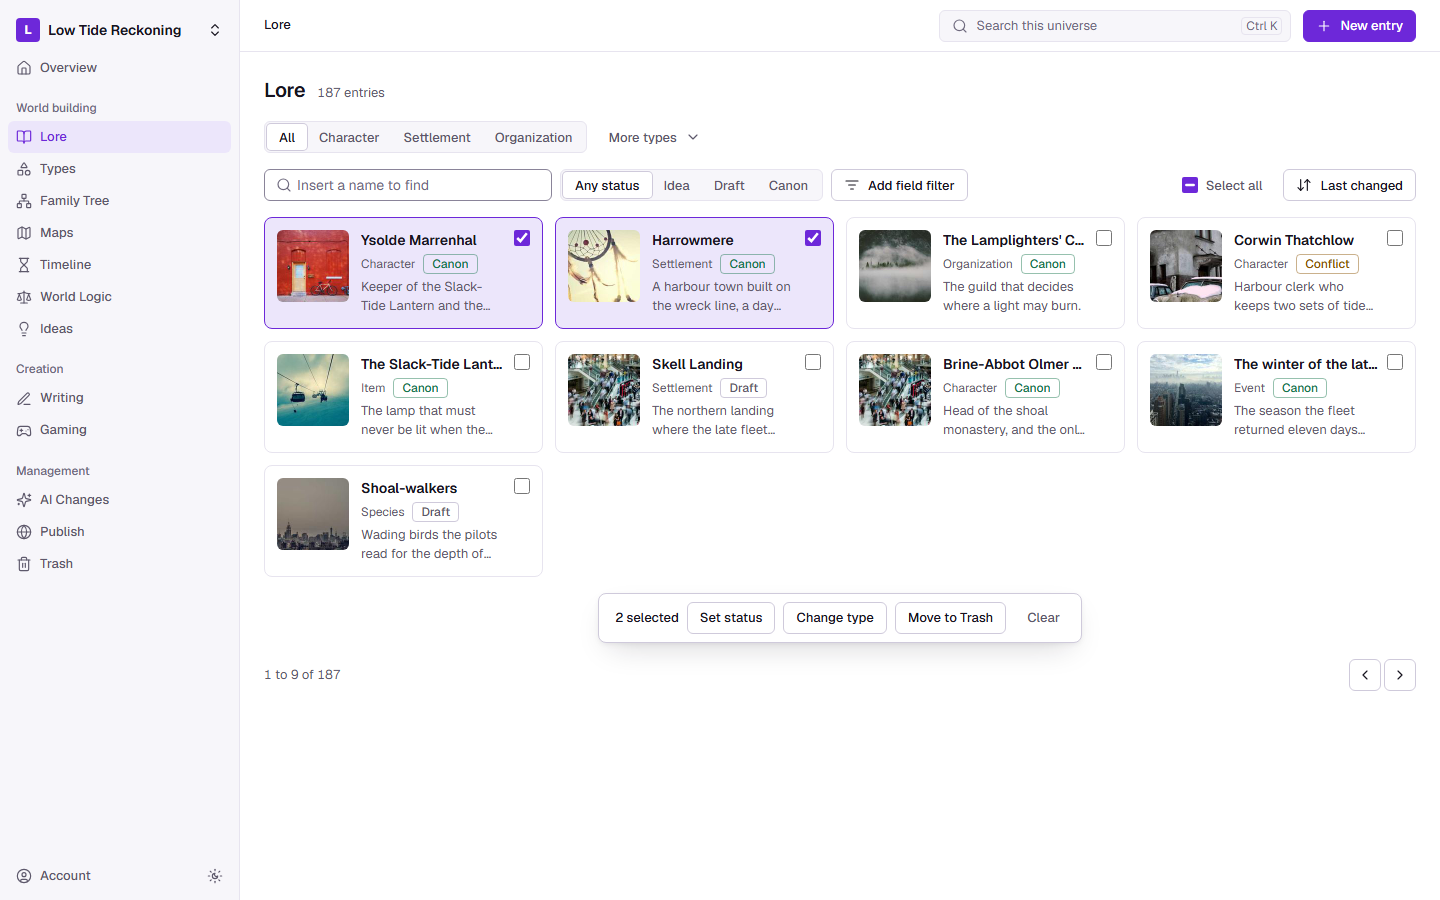 L Low Tide Reckoning
Overview
World building
Lore
Types
Family Tree
Maps
Timeline
World Logic
Ideas
Creation
Writing
Gaming
Management
AI Changes
Publish
Trash
Account
Lore
Search this universe Ctrl K
New entry
Lore 187 entries
All Character Settlement Organization More types
Insert a name to find Any status Idea Draft Canon Add field filter Select all Last changed
Ysolde Marrenhal
Character Canon
Keeper of the Slack-
Tide Lantern and the…
Harrowmere
Settlement Canon
A harbour town built on
the wreck line, a day…
The Lamplighters' C…
Organization Canon
The guild that decides
where a light may burn.
Corwin Thatchlow
Character Conflict
Harbour clerk who
keeps two sets of tide…
The Slack-Tide Lant…
Item Canon
The lamp that must
never be lit when the…
Skell Landing
Settlement Draft
The northern landing
where the late fleet…
Brine-Abbot Olmer …
Character Canon
Head of the shoal
monastery, and the onl…
The winter of the lat…
Event Canon
The season the fleet
returned eleven days…
Shoal-walkers
Species Draft
Wading birds the pilots
read for the depth of…
2 selected Set status Change type Move to Trash Clear
1 to 9 of 187